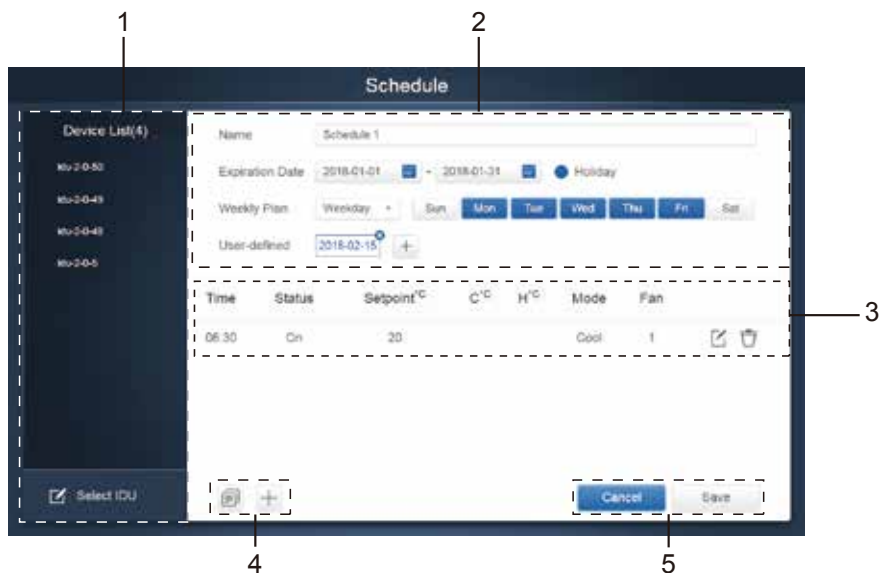 1
2
Schedule
Device List(4)
Name Schedule 1
Expiration Date 2018-01-01 - 2018-01-31 Holiday
Weekly Plan Weekday Sun Mon Tue Wed Thu Fri Sat
User-defined 2018-02-15 +
3
Time Status Setpoint°C C°C H°C Mode Fan
06:30 On 20 Cool 1
Select IDU
+
Cancel Save
4
5